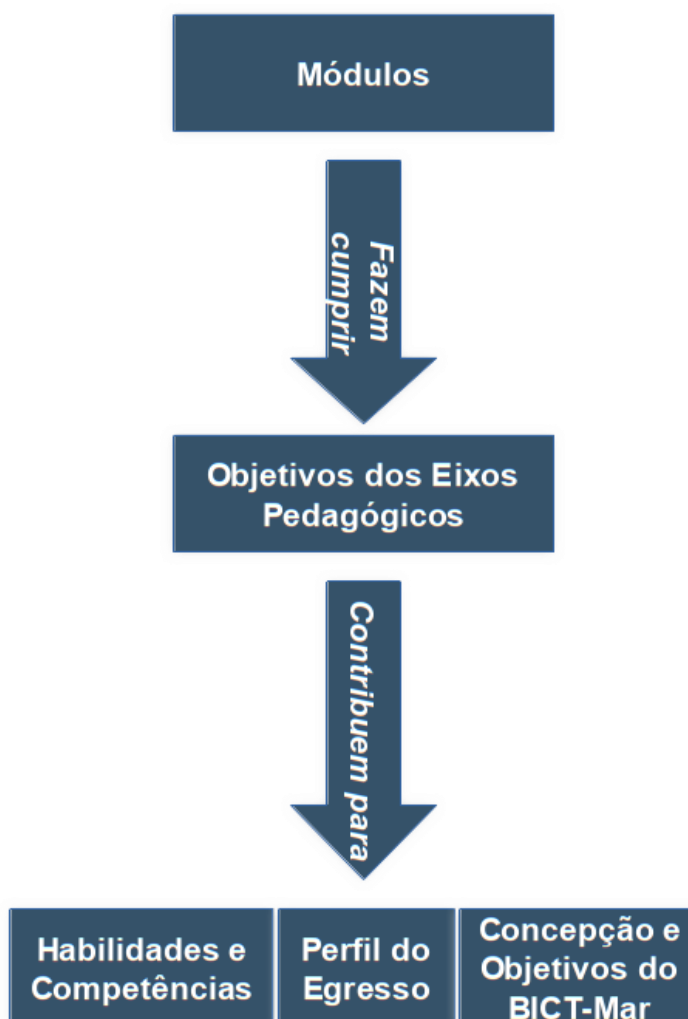 Módulos
Fazem
cumprir
Objetivos dos Eixos
Pedagógicos
Contribuem para
Habilidades e
Competências
Perfil do
Egresso
Concepção e
Objetivos do
BICT-Mar